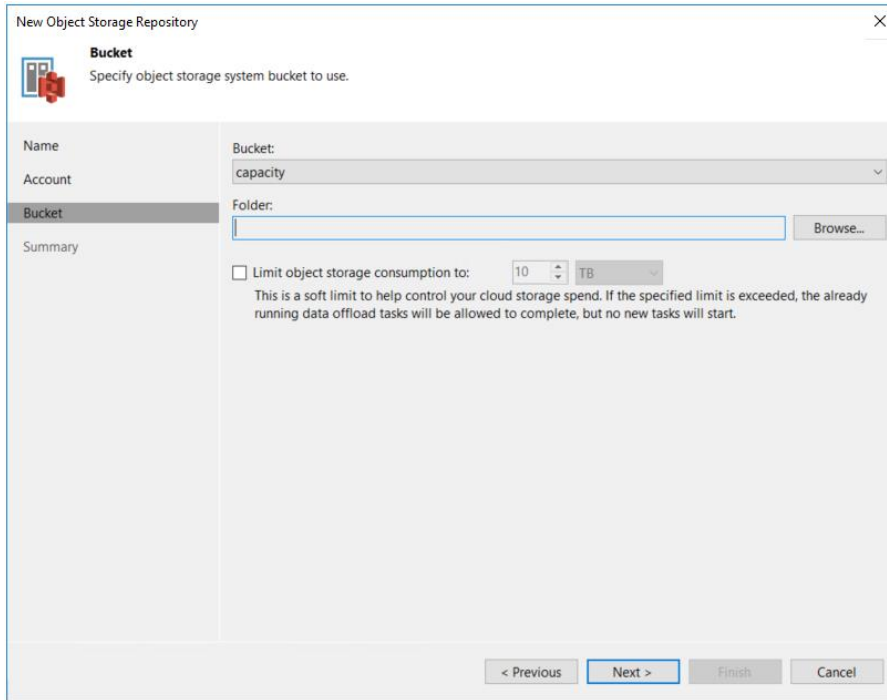 New Object Storage Repository
Bucket
Specify object storage system bucket to use.
Name
Account
Bucket
Summary
Bucket:
capacity
Folder:
Browse...
Limit object storage consumption to: 10 TB
This is a soft limit to help control your cloud storage spend. If the specified limit is exceeded, the already
running data offload tasks will be allowed to complete, but no new tasks will start.
< Previous Next > Finish Cancel